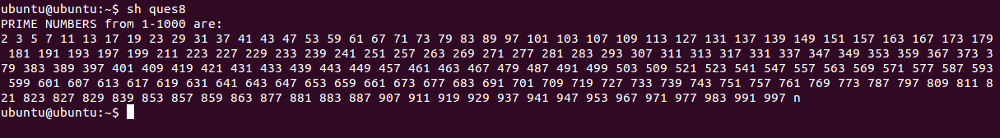 ubuntu@ubuntu:~$ sh ques8
PRIME NUMBERS from 1-1000 are:
2 3 5 7 11 13 17 19 23 29 31 37 41 43 47 53 59 61 67 71 73 79 83 89 97 101 103 107 109 113 127 131 137 139 149 151 157 163 167 173 179
 181 191 193 197 199 211 223 227 229 233 239 241 251 257 263 269 271 277 281 283 293 307 311 313 317 331 337 347 349 353 359 367 373 3
79 383 389 397 401 409 419 421 431 433 439 443 449 457 461 463 467 479 487 491 499 503 509 521 523 541 547 557 563 569 571 577 587 593
 599 601 607 613 617 619 631 641 643 647 653 659 661 673 677 683 691 701 709 719 727 733 739 743 751 757 761 769 773 787 797 809 811 8
21 823 827 829 839 853 857 859 863 877 881 883 887 907 911 919 929 937 941 947 953 967 971 977 983 991 997 n
ubuntu@ubuntu:~$